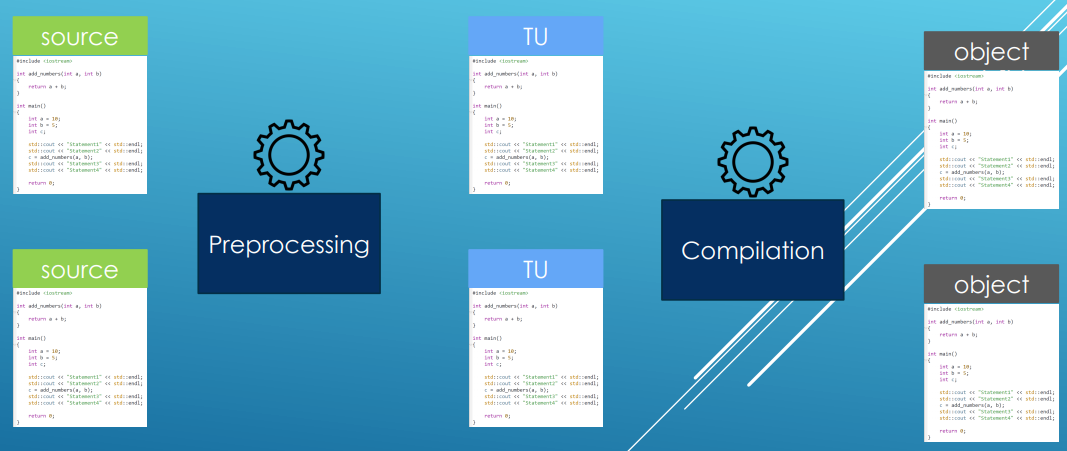 source
#include <iostream>
int add_numbers(int a, int b)
{
return a + b;
}
int main()
{
int a = 10;
int b = 5;
int c;
std::cout << "Statement1" << std::endl;
std::cout << "Statement2" << std::endl;
c = add_numbers(a, b);
std::cout << "Statement3" << std::endl;
std::cout << "Statement4" << std::endl;
return 0;
}
source
#include <iostream>
int add_numbers(int a, int b)
{
return a + b;
}
int main()
{
int a = 10;
int b = 5;
int c;
std::cout << "Statement1" << std::endl;
std::cout << "Statement2" << std::endl;
c = add_numbers(a, b);
std::cout << "Statement3" << std::endl;
std::cout << "Statement4" << std::endl;
return 0;
}
Preprocessing
TU
#include <iostream>
int add_numbers(int a, int b)
{
return a + b;
}
int main()
{
int a = 10;
int b = 5;
int c;
std::cout << "Statement1" << std::endl;
std::cout << "Statement2" << std::endl;
c = add_numbers(a, b);
std::cout << "Statement3" << std::endl;
std::cout << "Statement4" << std::endl;
return 0;
}
TU
#include <iostream>
int add_numbers(int a, int b)
{
return a + b;
}
int main()
{
int a = 10;
int b = 5;
int c;
std::cout << "Statement1" << std::endl;
std::cout << "Statement2" << std::endl;
c = add_numbers(a, b);
std::cout << "Statement3" << std::endl;
std::cout << "Statement4" << std::endl;
return 0;
}
Compilation
object
#include <iostream>
int add_numbers(int a, int b)
{
return a + b;
}
int main()
{
int a = 10;
int b = 5;
int c;
std::cout << "Statement1" << std::endl;
std::cout << "Statement2" << std::endl;
c = add_numbers(a, b);
std::cout << "Statement3" << std::endl;
std::cout << "Statement4" << std::endl;
return 0;
}
object
#include <iostream>
int add_numbers(int a, int b)
{
return a + b;
}
int main()
{
int a = 10;
int b = 5;
int c;
std::cout << "Statement1" << std::endl;
std::cout << "Statement2" << std::endl;
c = add_numbers(a, b);
std::cout << "Statement3" << std::endl;
std::cout << "Statement4" << std::endl;
return 0;
}